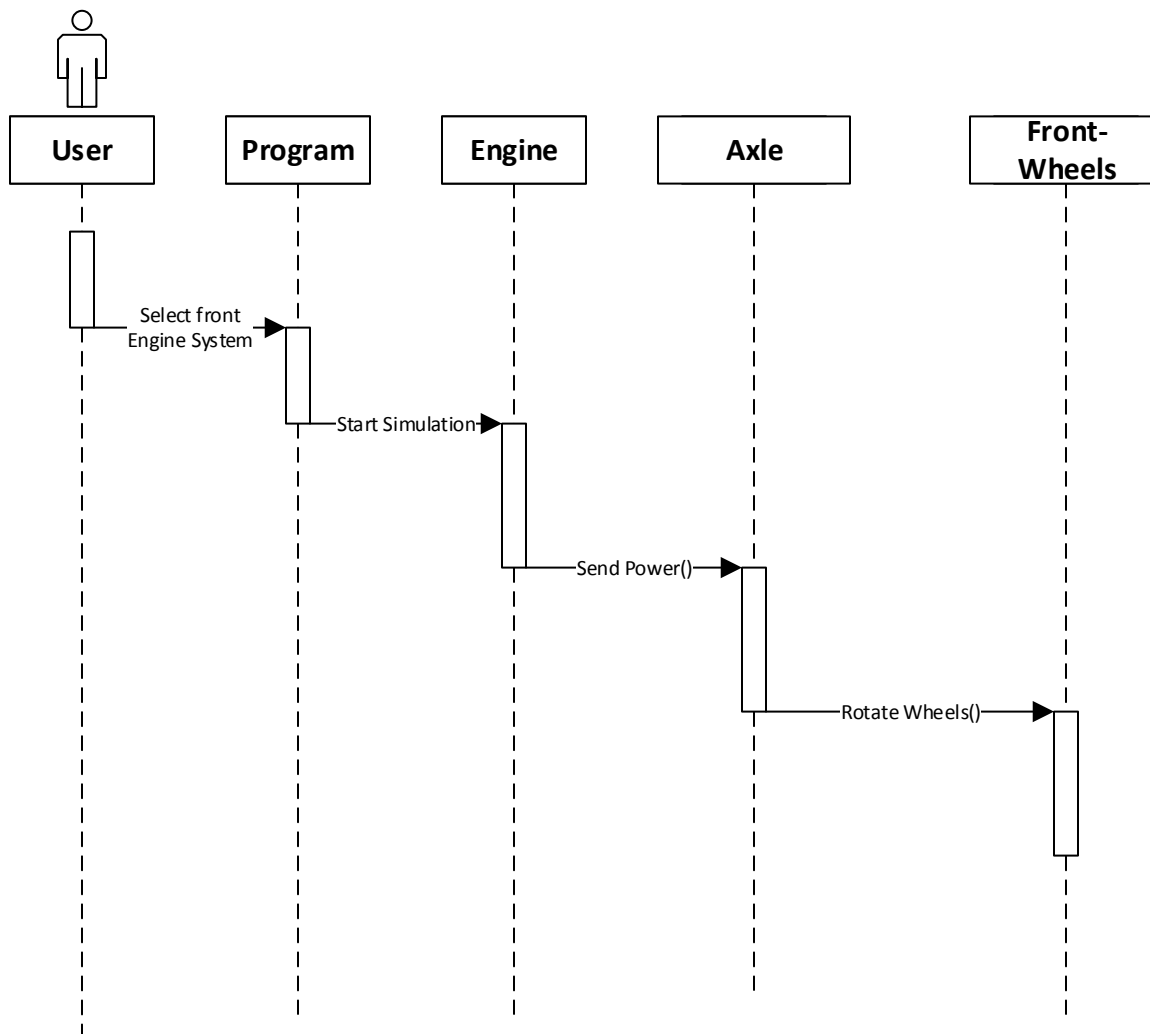 User
Program
Engine
Axle
Front-
Wheels
Select front
Engine System
Start Simulation
Send Power()
Rotate Wheels()